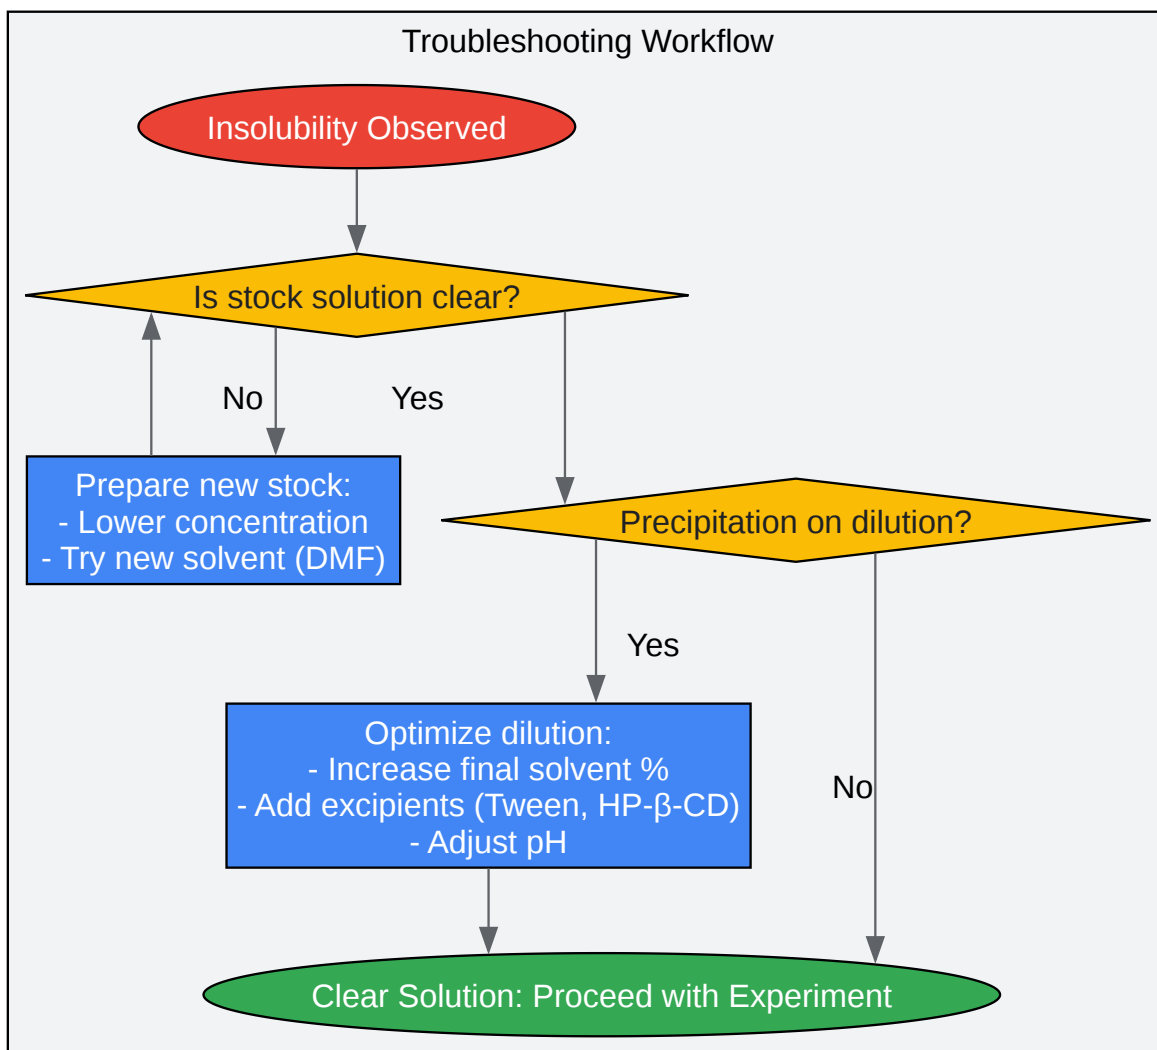 Troubleshooting Workflow
Insolubility Observed
Is stock solution clear?
No
Yes
Prepare new stock:
- Lower concentration
- Try new solvent (DMF)
Precipitation on dilution?
Yes
Optimize dilution:
- Increase final solvent %
- Add excipients (Tween, HP-β-CD)
- Adjust pH
No
Clear Solution: Proceed with Experiment